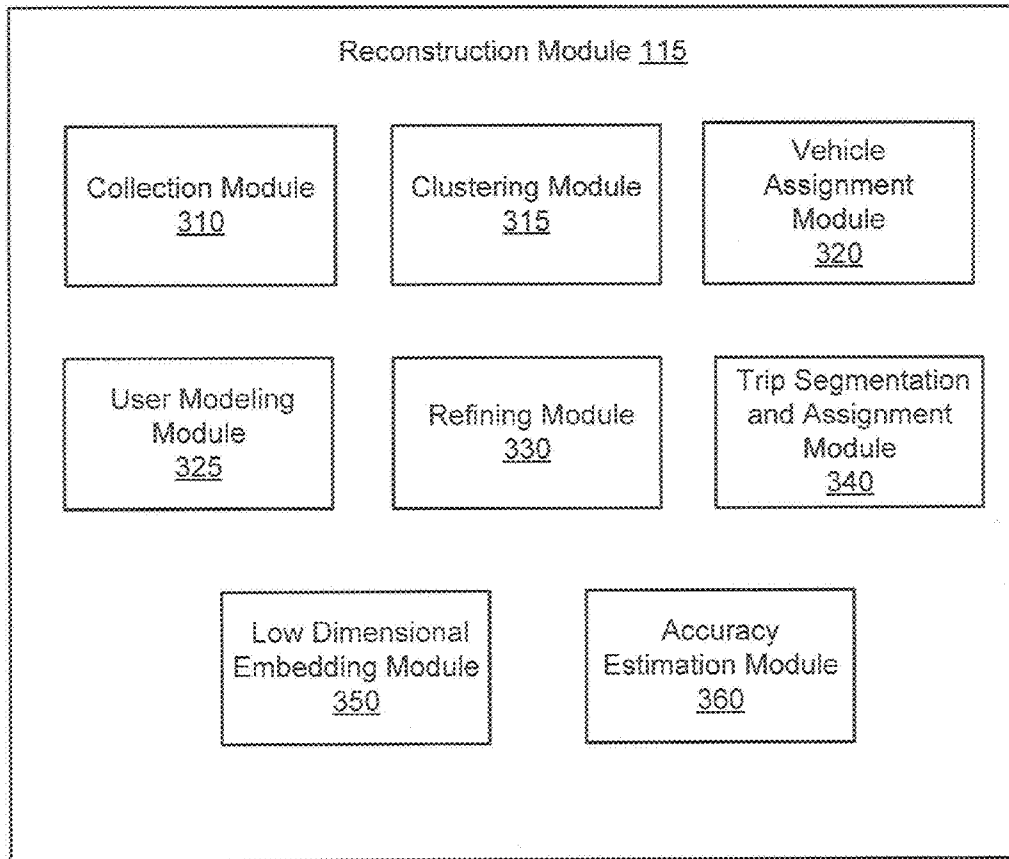 Reconstruction Module 115
Collection Module
310
Clustering Module
315
Vehicle
Assignment
Module
320
User Modeling
Module
325
Refining Module
330
Trip Segmentation
and Assignment
Module
340
Low Dimensional
Embedding Module
350
Accuracy
Estimation Module
360